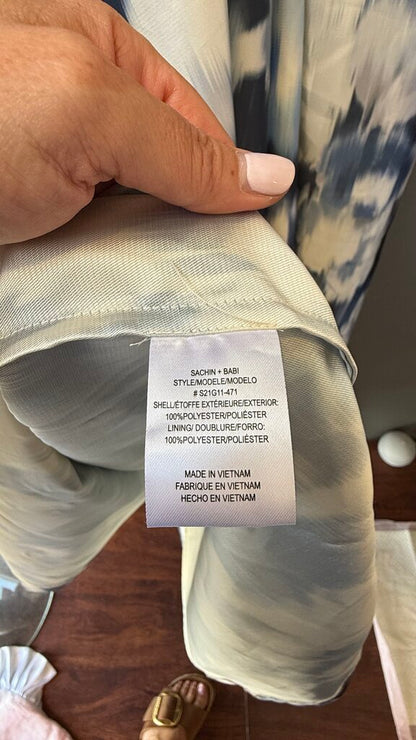 SACHIN + BABI
STYLE/MODELE/MODELO
# S21G11-471
SHELL/ÉTOFFE EXTÉRIEURE/EXTERIOR:
100%POLYESTER/POLIÉSTER
LINING/ DOUBLURE/FORRO:
100%POLYESTER/POLIÉSTER
MADE IN VIETNAM
FABRIQUE EN VIETNAM
HECHO EN VIETNAM